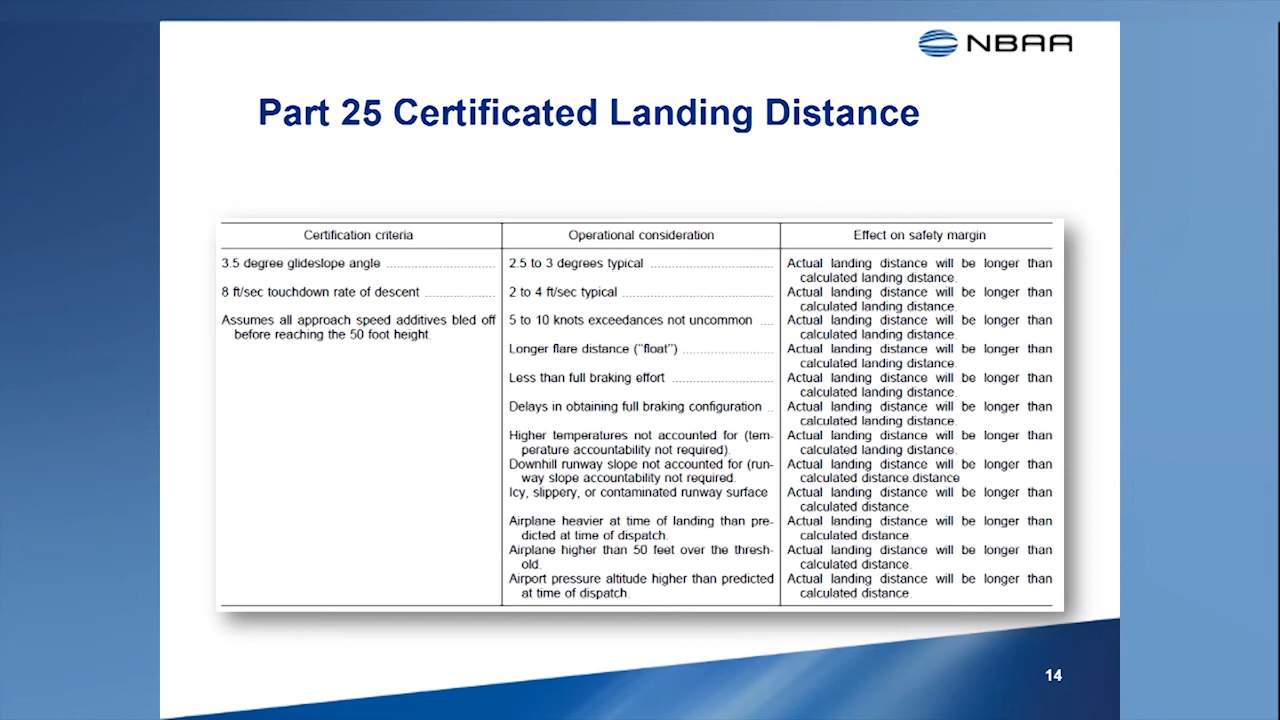 NBAA
Part 25 Certificated Landing Distance
Certification criteria Operational consideration Effect on safety margin
3.5 degree glideslope angle ............................ 2.5 to 3 degrees typical ................................ Actual landing distance will be longer than
calculated landing distance.
8 ft/sec touchdown rate of descent .................. 2 to 4 ft/sec typical ....................................... Actual landing distance will be longer than
calculated landing distance.
Assumes all approach speed additives bled off 5 to 10 knots exceedances not uncommon .... Actual landing distance will be longer than
before reaching the 50 foot height. calculated landing distance.
Longer flare distance (“float”) ........................ Actual landing distance will be longer than
calculated landing distance.
Less than full braking effort .......................... Actual landing distance will be longer than
calculated landing distance.
Delays in obtaining full braking configuration .. Actual landing distance will be longer than
calculated landing distance.
Higher temperatures not accounted for (tem- Actual landing distance will be longer than
perature accountability not required). calculated landing distance.
Downhill runway slope not accounted for (run- Actual landing distance will be longer than
way slope accountability not required. calculated distance.distance
Icy, slippery, or contaminated runway surface Actual landing distance will be longer than
calculated distance.
Airplane heavier at time of landing than pre- Actual landing distance will be longer than
dicted at time of dispatch. calculated distance.
Airplane higher than 50 feet over the thresh- Actual landing distance will be longer than
old. calculated distance.
Airport pressure altitude higher than predicted Actual landing distance will be longer than
at time of dispatch. calculated distance.
14